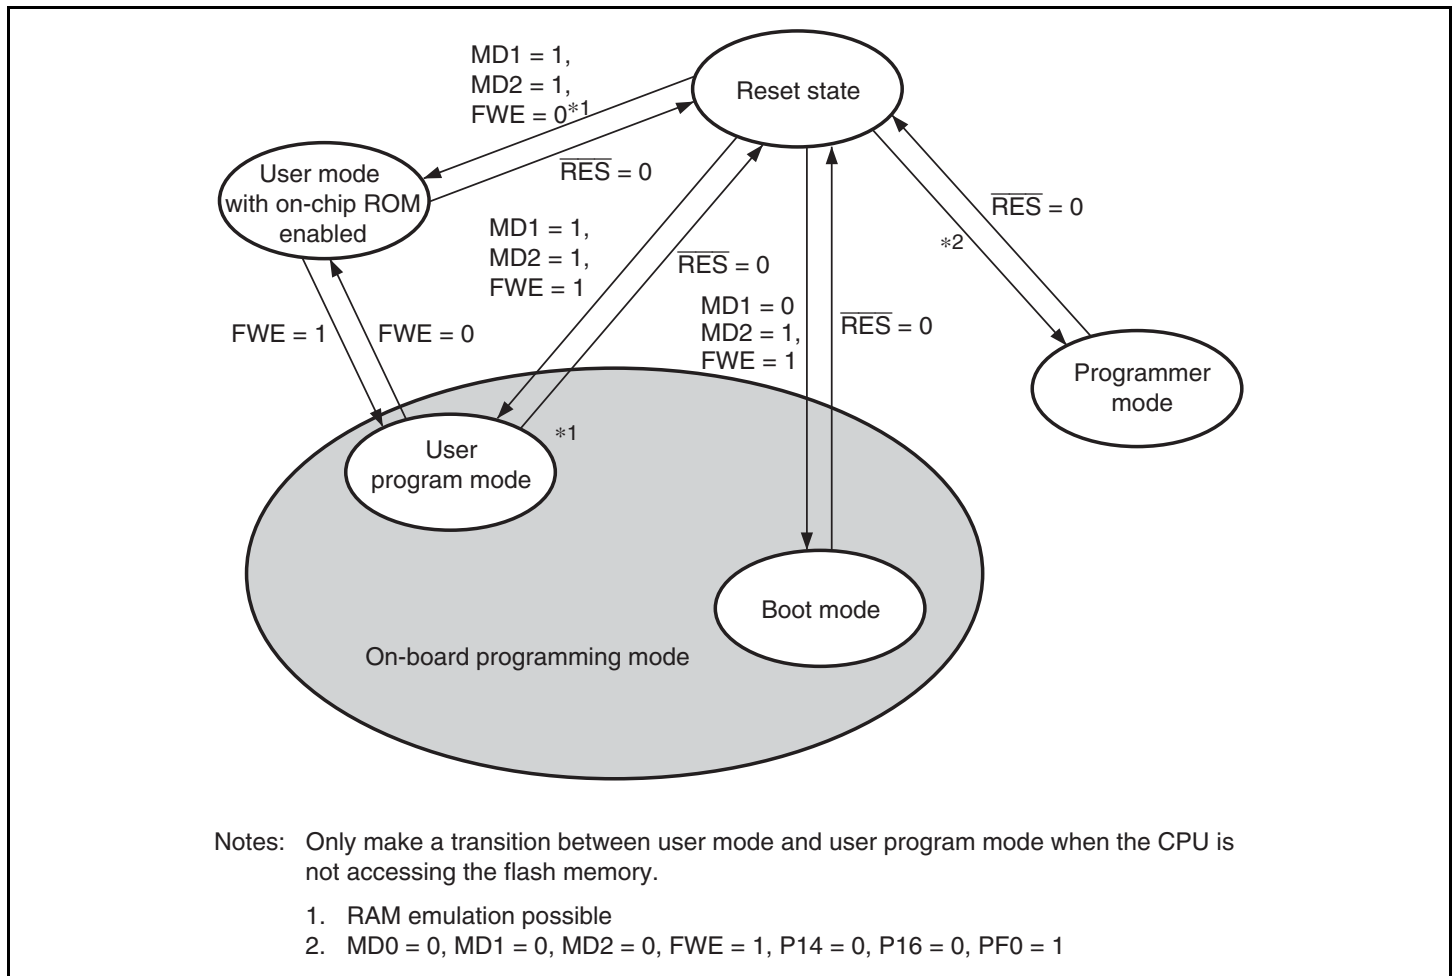 Reset state
MD1 = 1,
MD2 = 1,
FWE = 0*1
R̅E̅S̅ = 0
User mode
with on-chip ROM
enabled
MD1 = 1,
MD2 = 1,
FWE = 1
R̅E̅S̅ = 0
MD1 = 0
MD2 = 1,
FWE = 1
R̅E̅S̅ = 0
R̅E̅S̅ = 0
*2
FWE = 1
FWE = 0
Programmer
mode
User
program mode
*1
Boot mode
On-board programming mode
Notes: Only make a transition between user mode and user program mode when the CPU is
not accessing the flash memory.
1. RAM emulation possible
2. MD0 = 0, MD1 = 0, MD2 = 0, FWE = 1, P14 = 0, P16 = 0, PF0 = 1